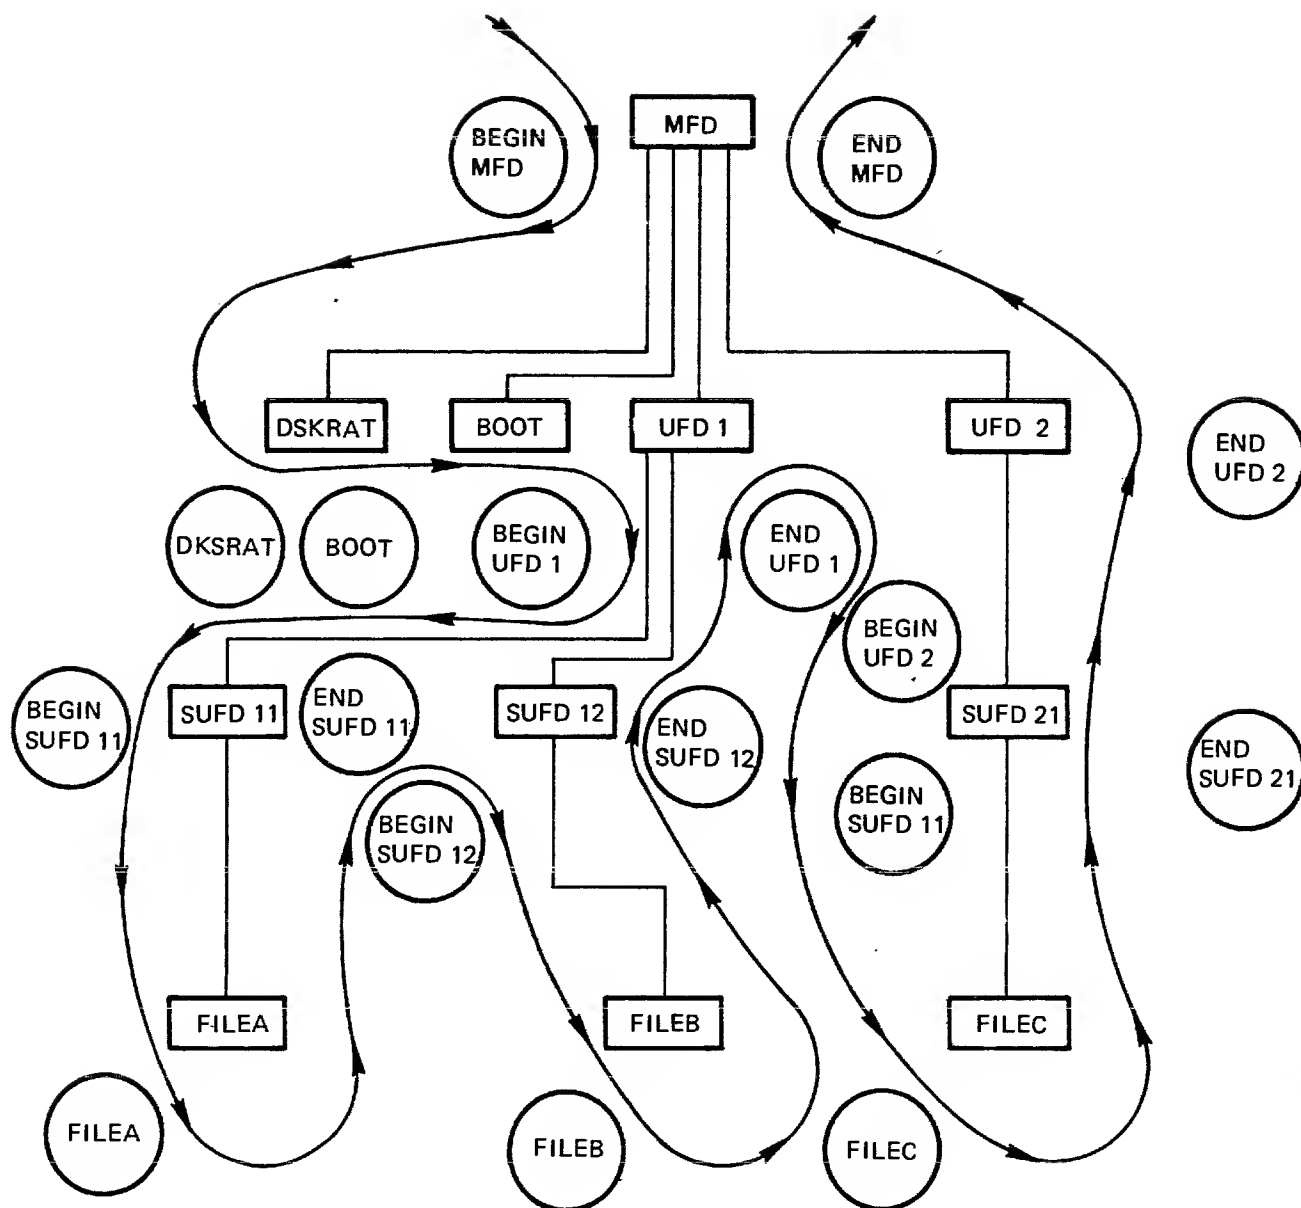 BEGIN
MFD
MFD
END
MFD
DSKRAT
BOOT
UFD 1
UFD 2
END
UFD 2
DKSRAT
BOOT
BEGIN
UFD 1
END
UFD 1
BEGIN
UFD 2
BEGIN
SUFD 11
SUFD 11
END
SUFD 11
SUFD 12
END
SUFD 12
SUFD 21
END
SUFD 21
BEGIN
SUFD 12
BEGIN
SUFD 11
FILEA
FILEB
FILEC
FILEA
FILEB
FILEC